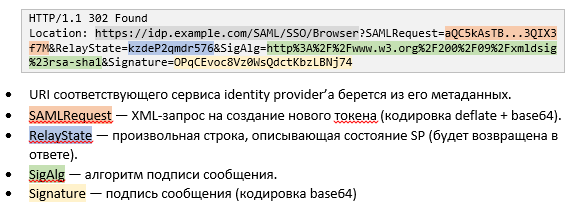 HTTP/1.1 302 Found
Location: https://idp.example.com/SAML/SSO/Browser?SAMLRequest=aQC5kAsTB...3QIX3
f7M&RelayState=kzdeP2qmdr576&SigAlg=http%3A%2F%2Fwww.w3.org%2F200%2F09%2Fxmldsig
%23rsa-sha1&Signature=OPqCEvoc8Vz0WsQdctKbzLBNj74
• URI соответствующего сервиса identity provider'а берется из его метаданных.
• SAMLRequest — XML-запрос на создание нового токена (кодировка deflate + base64).
• RelayState — произвольная строка, описывающая состояние SP (будет возвращена в
ответе).
• SigAlg — алгоритм подписи сообщения.
• Signature — подпись сообщения (кодировка base64)